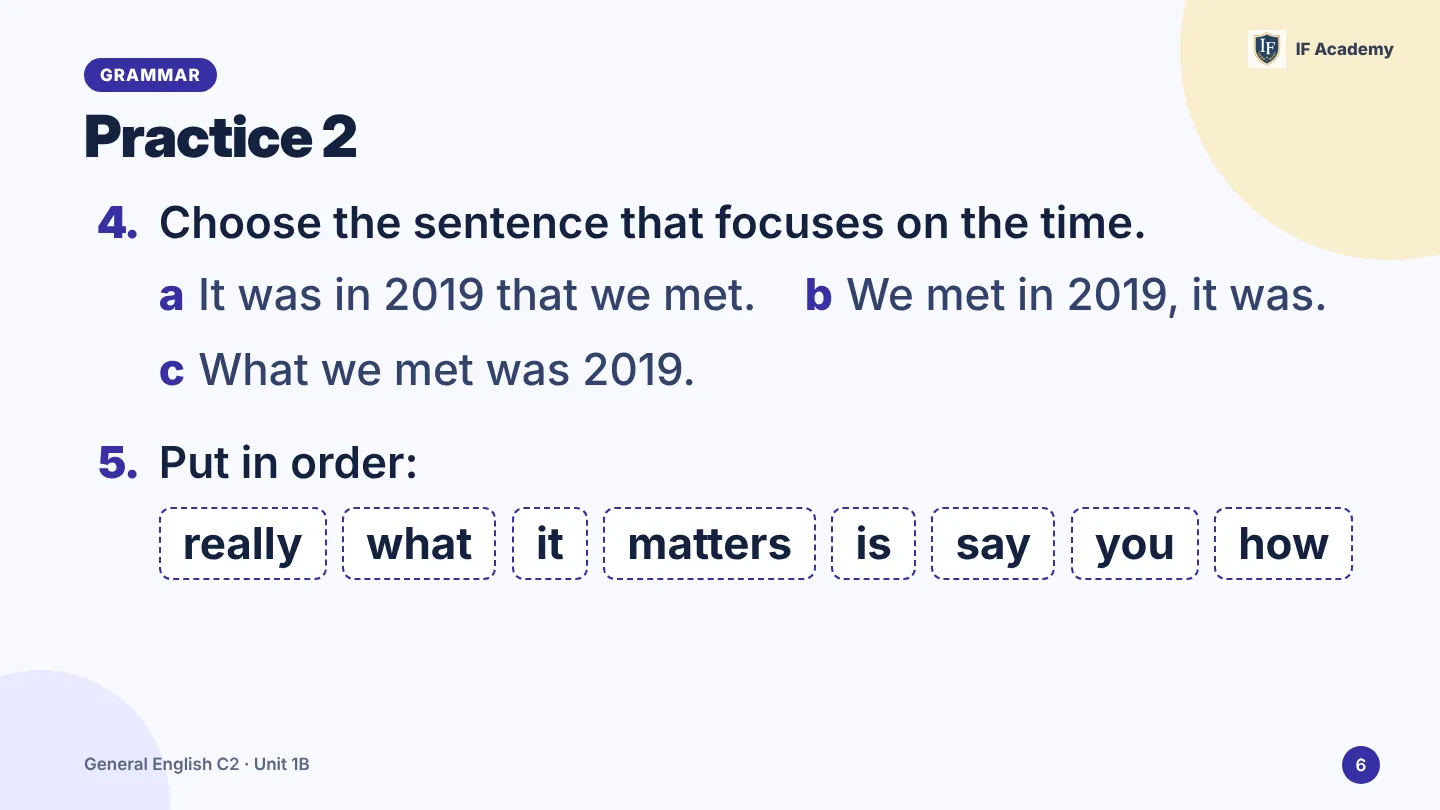 IF Academy
GRAMMAR
Practice 2
4. Choose the sentence that focuses on the time.
a It was in 2019 that we met. b We met in 2019, it was.
c What we met was 2019.
5. Put in order:
really what it matters is say you how
General English C2 · Unit 1B
6